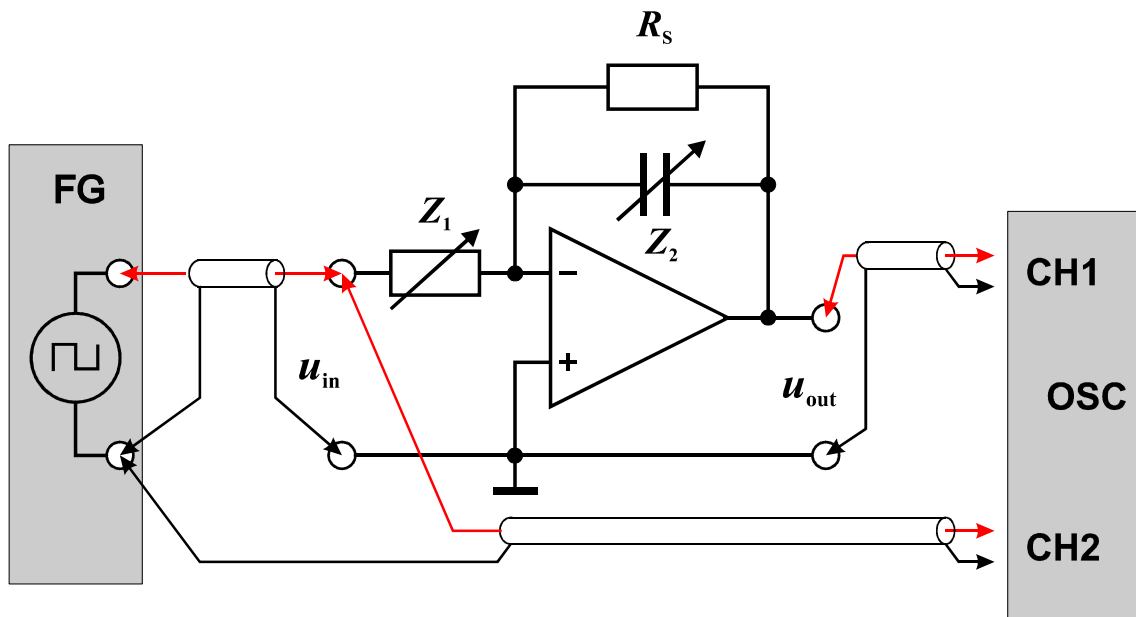 R_S
FG
Z_1
Z_2
−
+
u_in
u_out
CH1
OSC
CH2